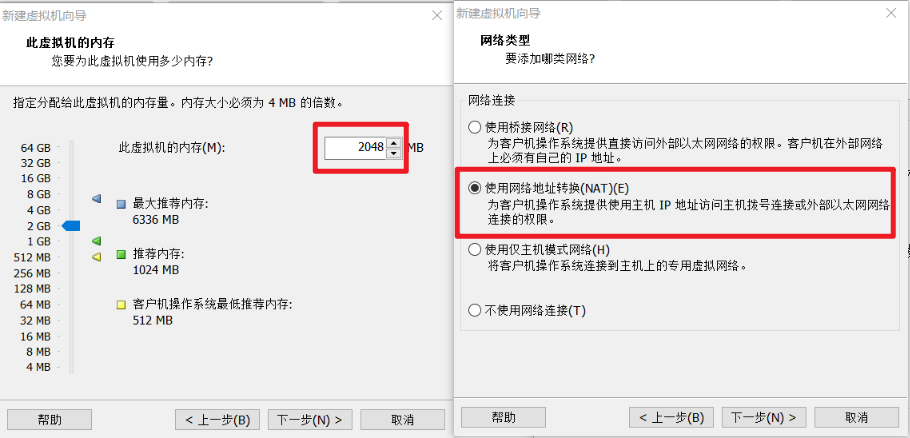 新建虚拟机向导
此虚拟机的内存
您要为此虚拟机使用多少内存?
指定分配给此虚拟机的内存量。内存大小必须为 4 MB 的倍数。
此虚拟机的内存(M):
2048
MB
64 GB
32 GB
16 GB
8 GB
4 GB
2 GB
1 GB
512 MB
256 MB
128 MB
64 MB
32 MB
16 MB
8 MB
4 MB
最大推荐内存:
6336 MB
推荐内存:
1024 MB
客户机操作系统最低推荐内存:
512 MB
帮助
< 上一步(B)
下一步(N) >
取消
新建虚拟机向导
网络类型
要添加哪类网络?
网络连接
使用桥接网络(R)
为客户机操作系统提供直接访问外部以太网网络的权限。客户机在外部网络
上必须有自己的 IP 地址。
使用网络地址转换(NAT)(E)
为客户机操作系统提供使用主机 IP 地址访问主机拨号连接或外部以太网网络
连接的权限。
使用仅主机模式网络(H)
将客户机操作系统连接到主机上的专用虚拟网络。
不使用网络连接(T)
帮助
< 上一步(B)
下一步(N) >
取消